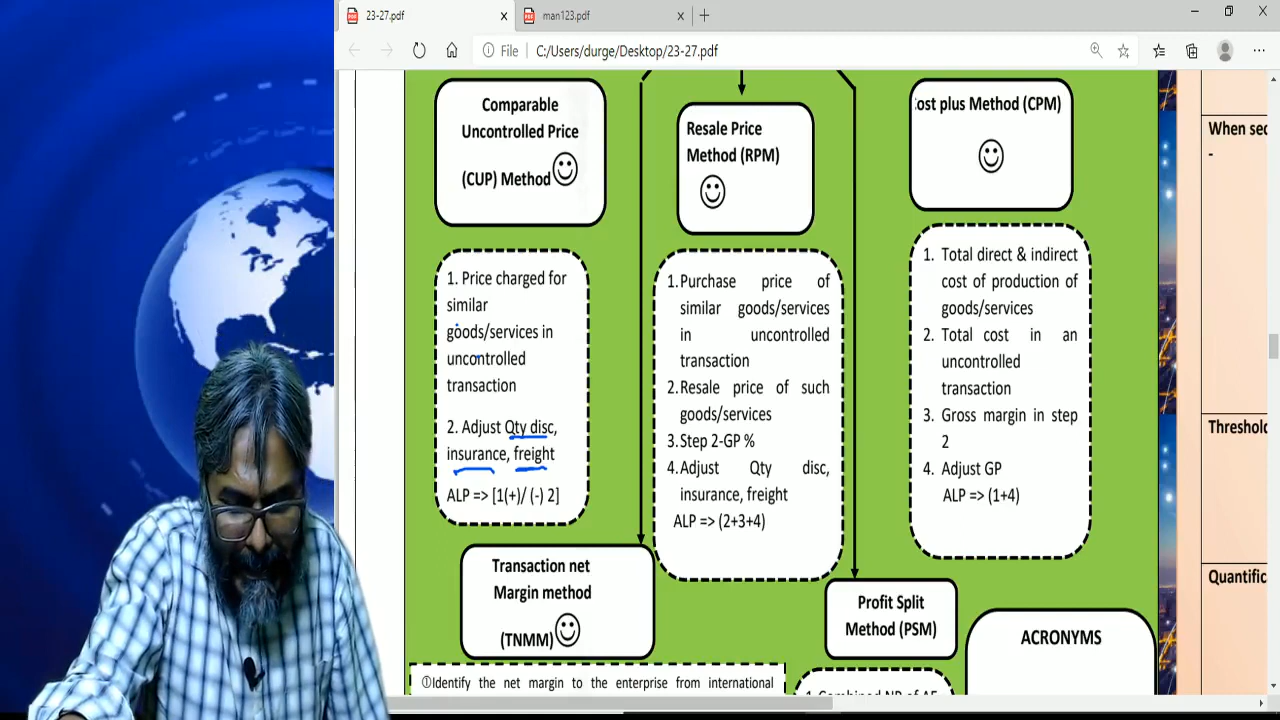 23-27.pdf
man123.pdf
File
C:/Users/durge/Desktop/23-27.pdf
Comparable
Uncontrolled Price
(CUP) Method
1. Price charged for
similar
goods/services in
uncontrolled
transaction
2. Adjust Qty disc,
insurance, freight
ALP => [1(+)/ (-) 2]
Resale Price
Method (RPM)
1. Purchase price of
similar goods/services
in uncontrolled
transaction
2. Resale price of such
goods/services
3. Step 2-GP %
4. Adjust Qty disc,
insurance, freight
ALP => (2+3+4)
ost plus Method (CPM)
1. Total direct & indirect
cost of production of
goods/services
2. Total cost in an
uncontrolled
transaction
3. Gross margin in step
2
4. Adjust GP
ALP => (1+4)
Transaction net
Margin method
(TNMM)
Profit Split
Method (PSM)
ACRONYMS
①Identify the net margin to the enterprise from international
1. Combined NP of AE
When sec
-
Threshold
Quantific